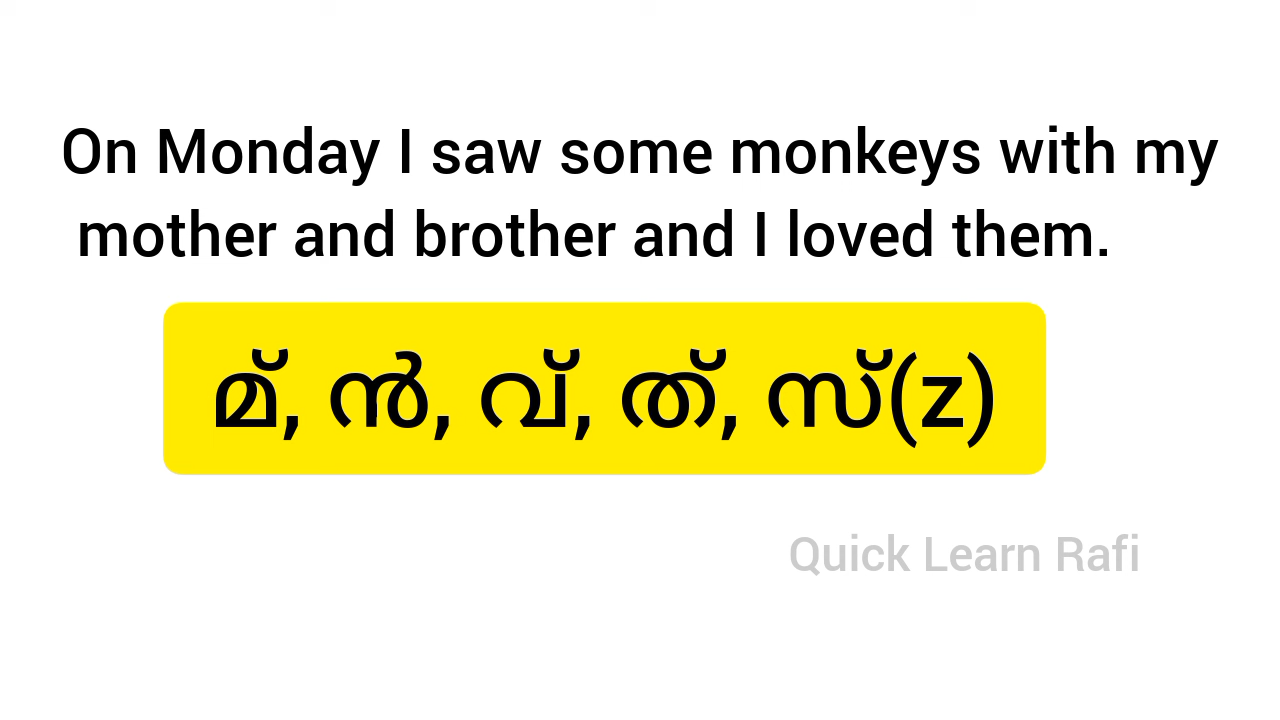 On Monday I saw some monkeys with my
mother and brother and I loved them.
മ്, ൻ, വ്, ത്, സ്(z)
Quick Learn Rafi